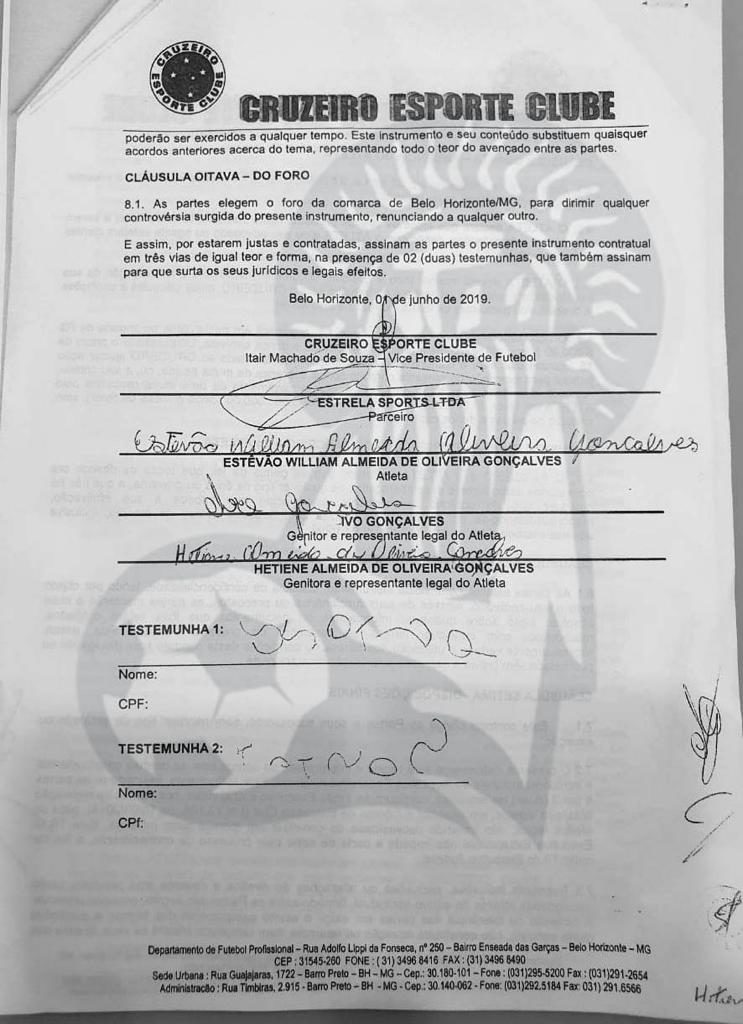 CRUZEIRO ESPORTE CLUBE
CRUZEIRO ESPORTE CLUBE
poderão ser exercidos a qualquer tempo. Este instrumento e seu conteúdo substituem quaisquer
acordos anteriores acerca do tema, representando todo o teor do avençado entre as partes.
CLÁUSULA OITAVA – DO FORO
8.1. As partes elegem o foro da comarca de Belo Horizonte/MG, para dirimir qualquer
controvérsia surgida do presente instrumento, renunciando a qualquer outro.
E assim, por estarem justas e contratadas, assinam as partes o presente instrumento contratual
em três vias de igual teor e forma, na presença de 02 (duas) testemunhas, que também assinam
para que surta os seus jurídicos e legais efeitos.
Belo Horizonte, 01 de junho de 2019.
CRUZEIRO ESPORTE CLUBE
Itair Machado de Souza – Vice Presidente de Futebol
ESTRELA SPORTS LTDA
Parceiro
Estevão William Almeida Oliveira Gonçalves
ESTÊVÃO WILLIAM ALMEIDA DE OLIVEIRA GONÇALVES
Atleta
Ivo Gonçalves
IVO GONÇALVES
Genitor e representante legal do Atleta
Hetiene Almeida de Oliveira Gonçalves
HETIENE ALMEIDA DE OLIVEIRA GONÇALVES
Genitora e representante legal do Atleta
TESTEMUNHA 1:
Nome:
CPF:
TESTEMUNHA 2:
Nome:
CPf:
Departamento de Futebol Profissional – Rua Adolfo Lippi da Fonseca, nº 250 – Bairro Enseada das Garças – Belo Horizonte – MG
CEP : 31545-260 FONE : ( 31) 3496 8416 FAX ( 31) 3496 8490
Sede Urbana : Rua Guajajaras, 1722 – Barro Preto – BH – MG – Cep.: 30.180-101 – Fone : (031)295-5200 Fax : (031)291-2654
Administracão : Rua Timbiras, 2.915 - Barro Preto – BH - MG - Cep.: 30.140-062 - Fone: (031)292.5184 Fax: 031) 291.6566